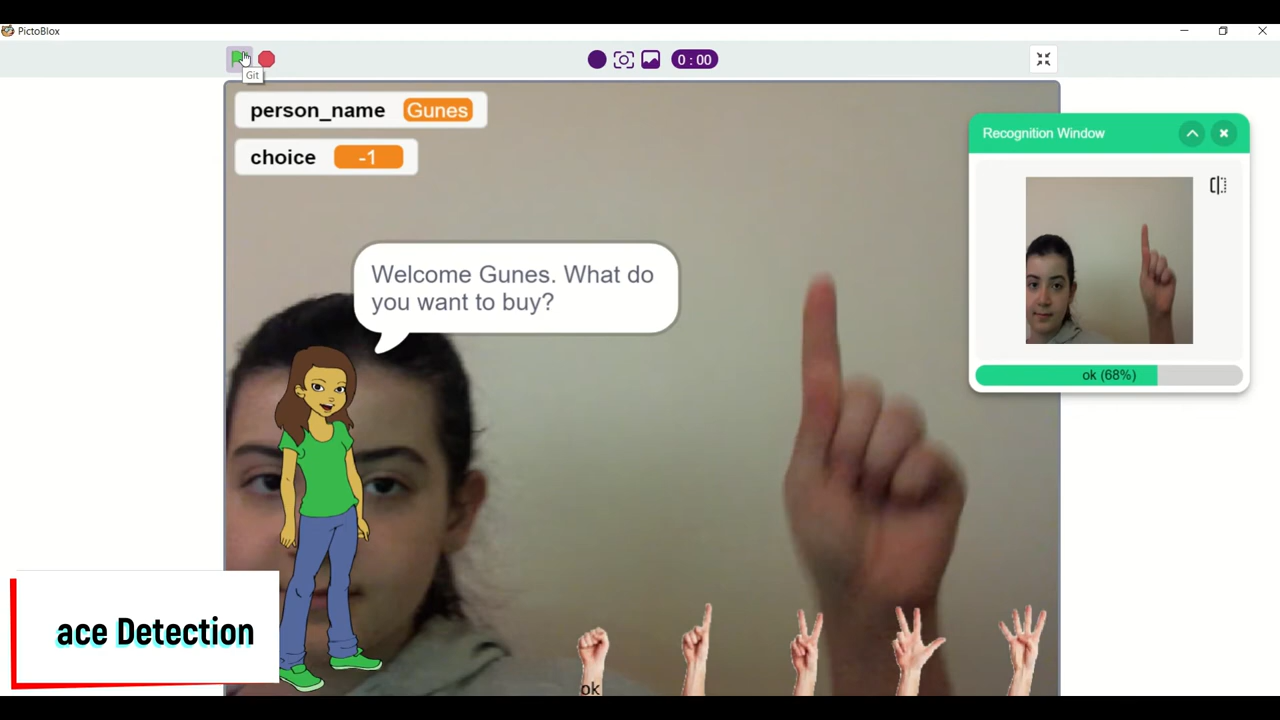 PictoBlox
0:00
Git
person_name Gunes
choice -1
Recognition Window
Welcome Gunes. What do
you want to buy?
ok (68%)
ace Detection
ok